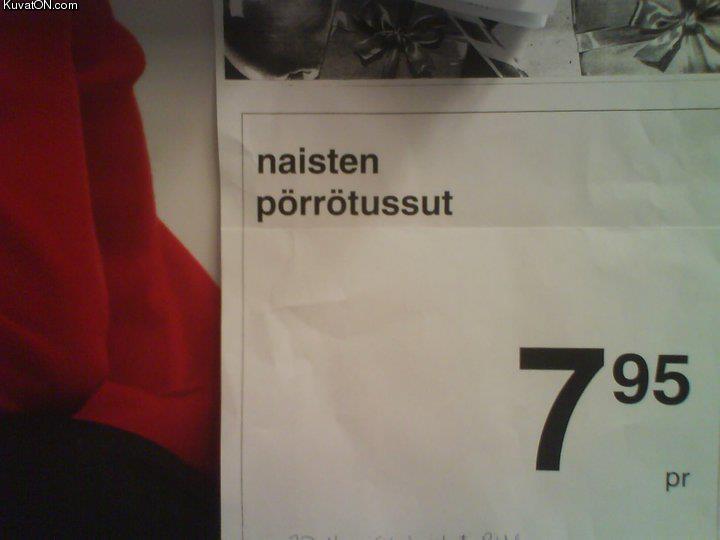 KuvatON.com
naisten
pörrötussut
7 95
pr